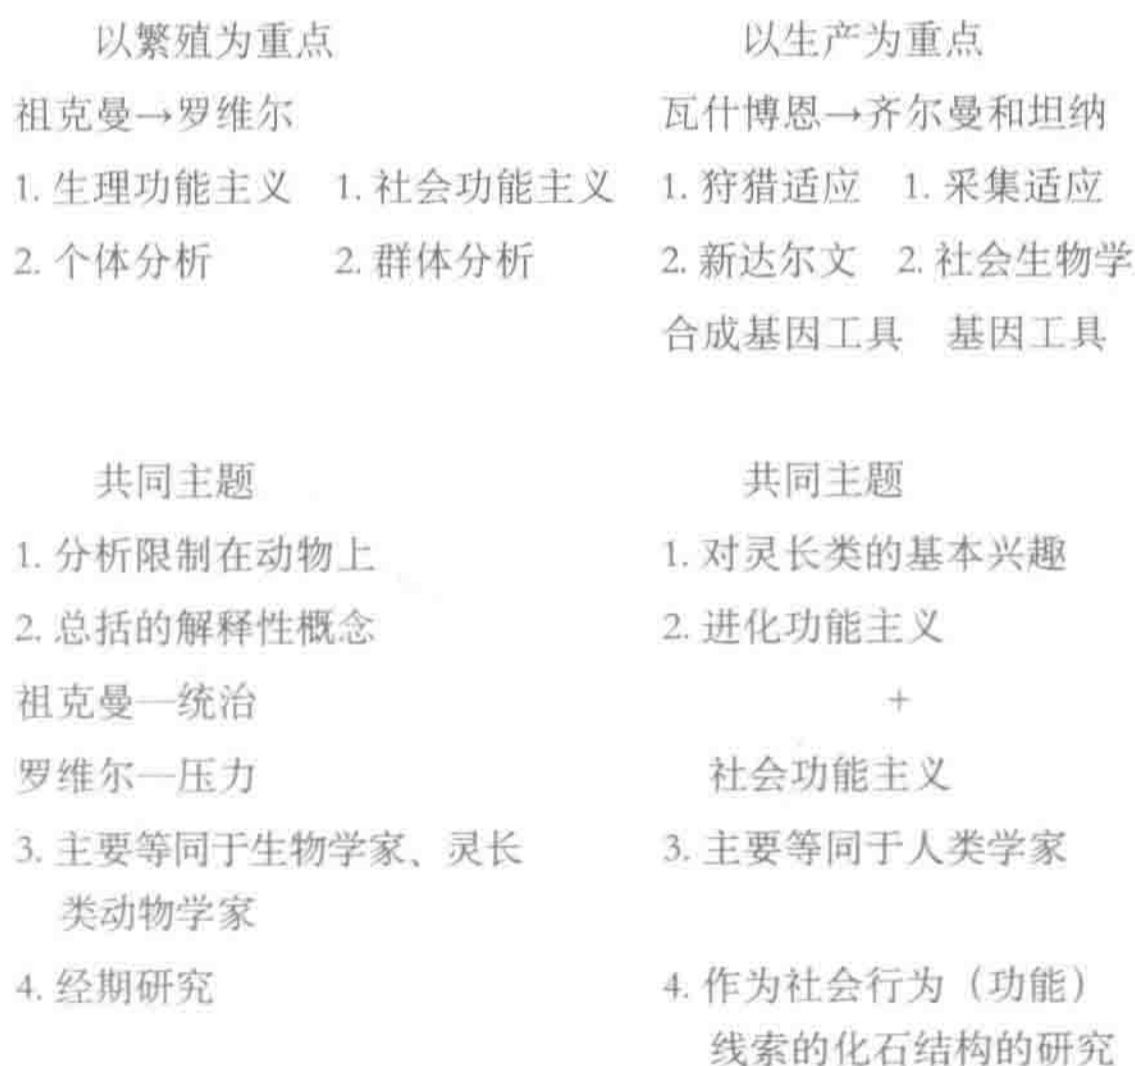 以繁殖为重点
祖克曼→罗维尔
1. 生理功能主义 1. 社会功能主义
2. 个体分析 2. 群体分析
以生产为重点
瓦什博恩→齐尔曼和坦纳
1. 狩猎适应 1. 采集适应
2. 新达尔文 2. 社会生物学
合成基因工具 基因工具
共同主题
1. 分析限制在动物上
2. 总括的解释性概念
祖克曼—统治
罗维尔—压力
3. 主要等同于生物学家、灵长
类动物学家
4. 经期研究
共同主题
1. 对灵长类的基本兴趣
2. 进化功能主义
+
社会功能主义
3. 主要等同于人类学家
4. 作为社会行为（功能）
线索的化石结构的研究